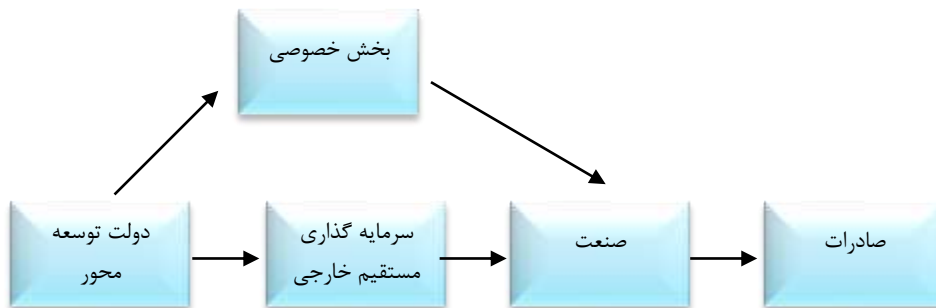 بخش خصوصی
دولت توسعه
محور
سرمایه گذاری
مستقیم خارجی
صنعت
صادرات